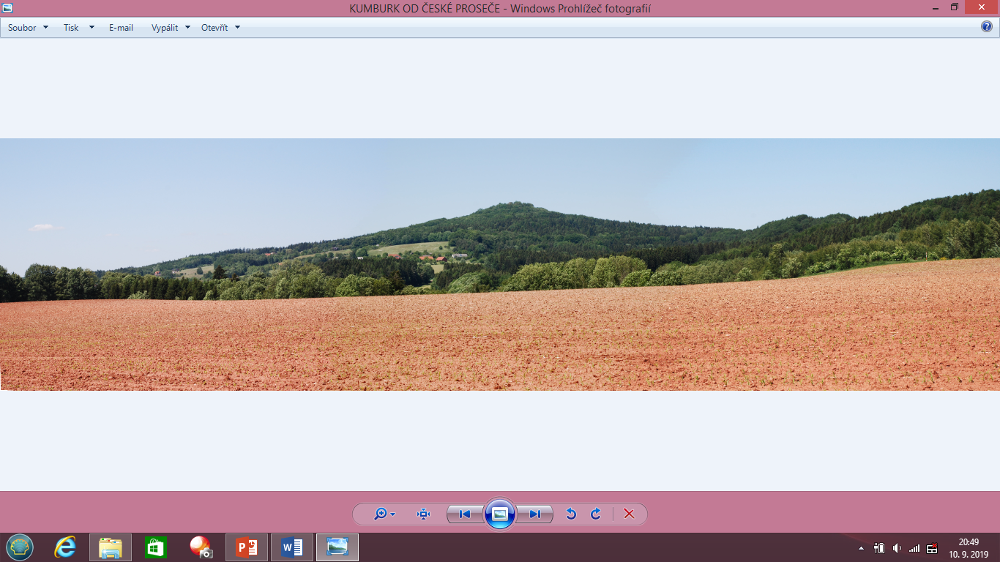 KUMBURK OD ČESKÉ PROSEČE - Windows Prohlížeč fotografií
Soubor Tisk E-mail Vypálit Otevřít
20:49
10. 9. 2019